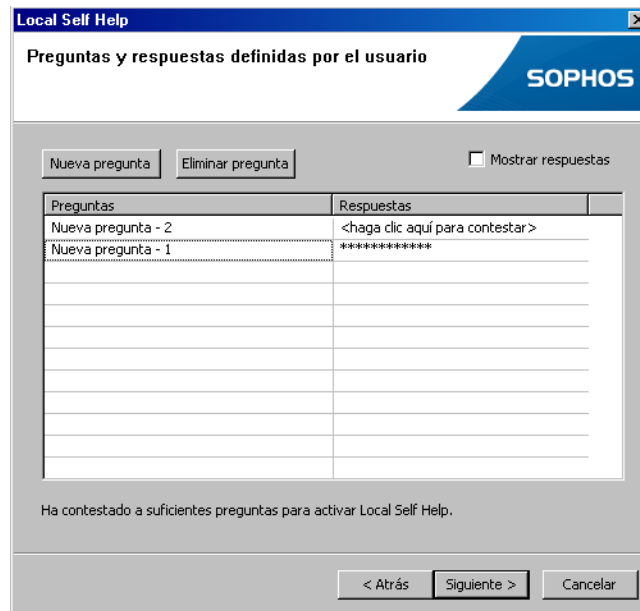 Local Self Help
Preguntas y respuestas definidas por el usuario
SOPHOS
Nueva pregunta Eliminar pregunta Mostrar respuestas
Preguntas Respuestas
Nueva pregunta - 2 <haga clic aquí para contestar>
Nueva pregunta - 1 ************
Ha contestado a suficientes preguntas para activar Local Self Help.
< Atrás Siguiente > Cancelar